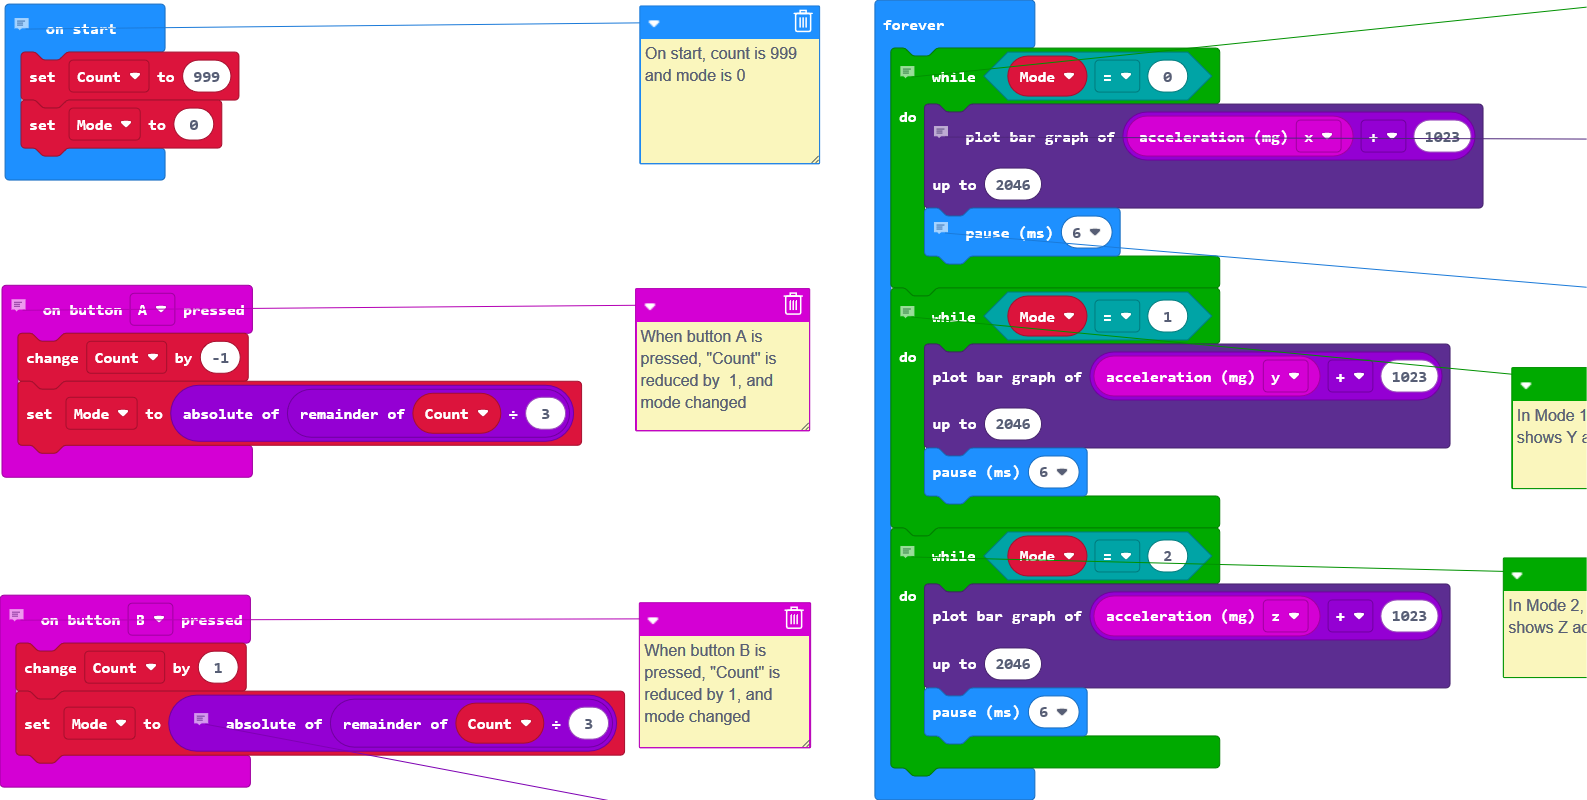 on start
set Count to 999
set Mode to 0
On start, count is 999
and mode is 0
on button A pressed
change Count by -1
set Mode to absolute of remainder of Count ÷ 3
When button A is
pressed, "Count" is
reduced by 1, and
mode changed
on button B pressed
change Count by 1
set Mode to absolute of remainder of Count ÷ 3
When button B is
pressed, "Count" is
reduced by 1, and
mode changed
forever
while Mode = 0
do
plot bar graph of acceleration (mg) x + 1023
up to 2046
pause (ms) 6
while Mode = 1
do
plot bar graph of acceleration (mg) y + 1023
up to 2046
pause (ms) 6
In Mode 1
shows Y a
while Mode = 2
do
plot bar graph of acceleration (mg) z + 1023
up to 2046
pause (ms) 6
In Mode 2,
shows Z ac